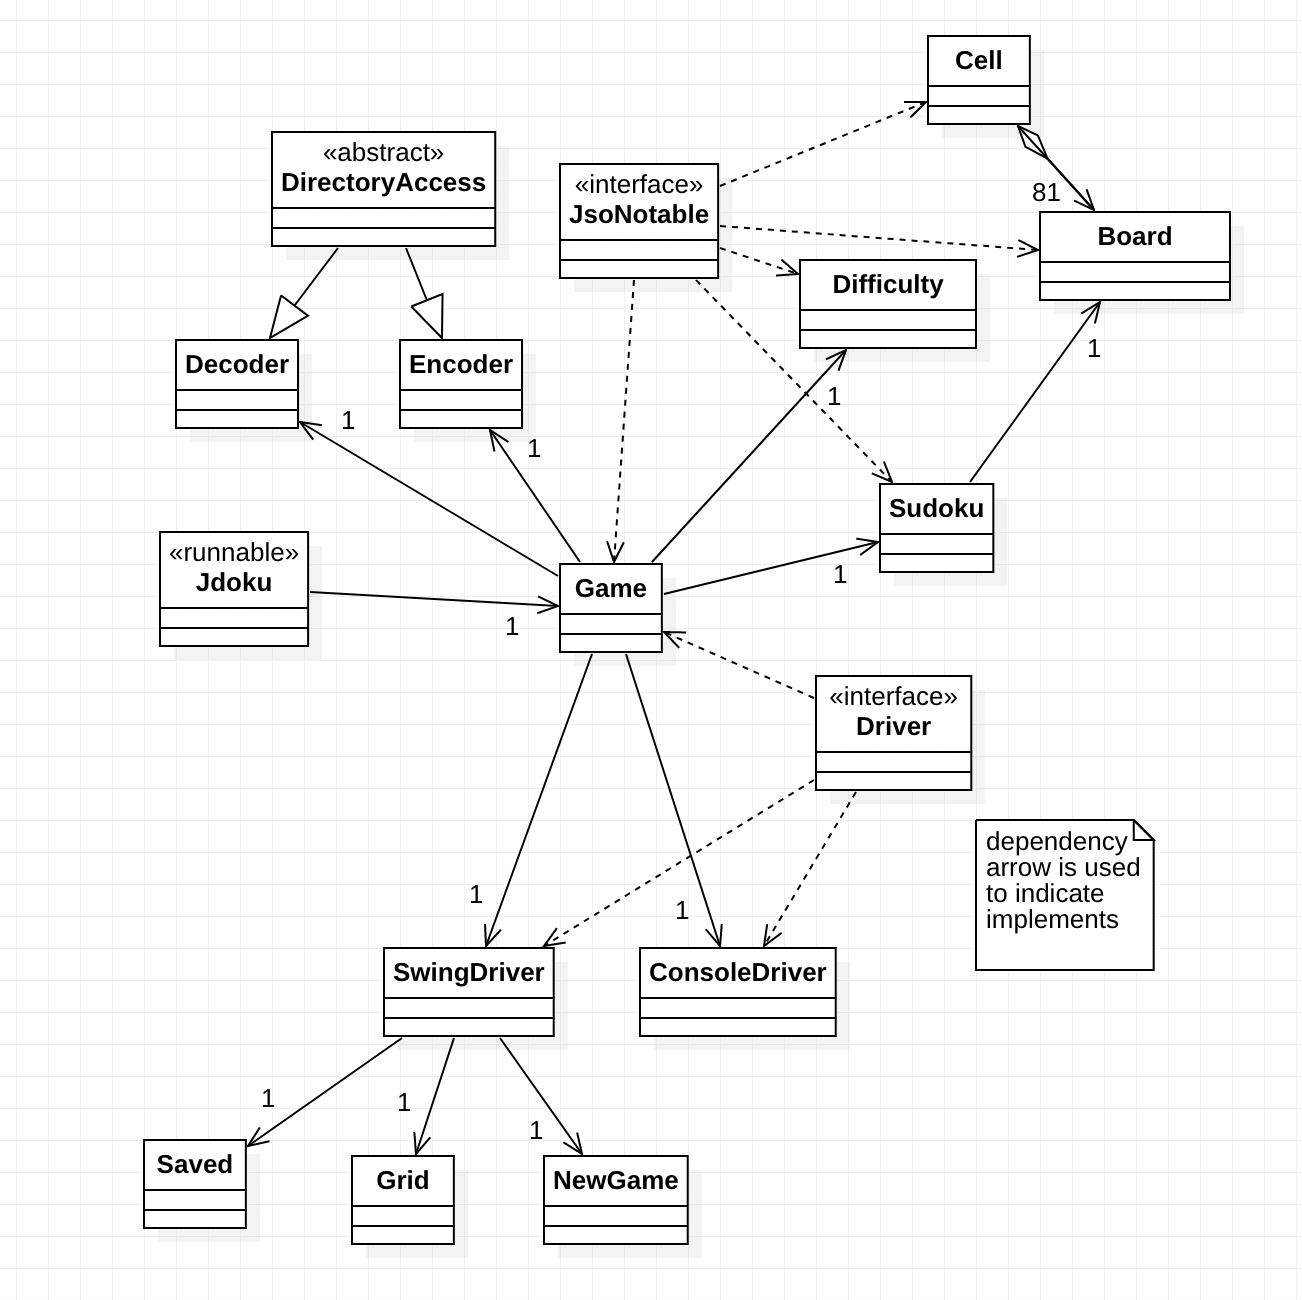 Cell
«abstract»
DirectoryAccess
«interface»
JsoNotable
81
Board
Difficulty
1
Decoder
Encoder
1
1
1
Sudoku
«runnable»
Jdoku
Game
1
1
«interface»
Driver
dependency
arrow is used
to indicate
implements
1
1
SwingDriver
ConsoleDriver
1
1
1
Saved
Grid
NewGame